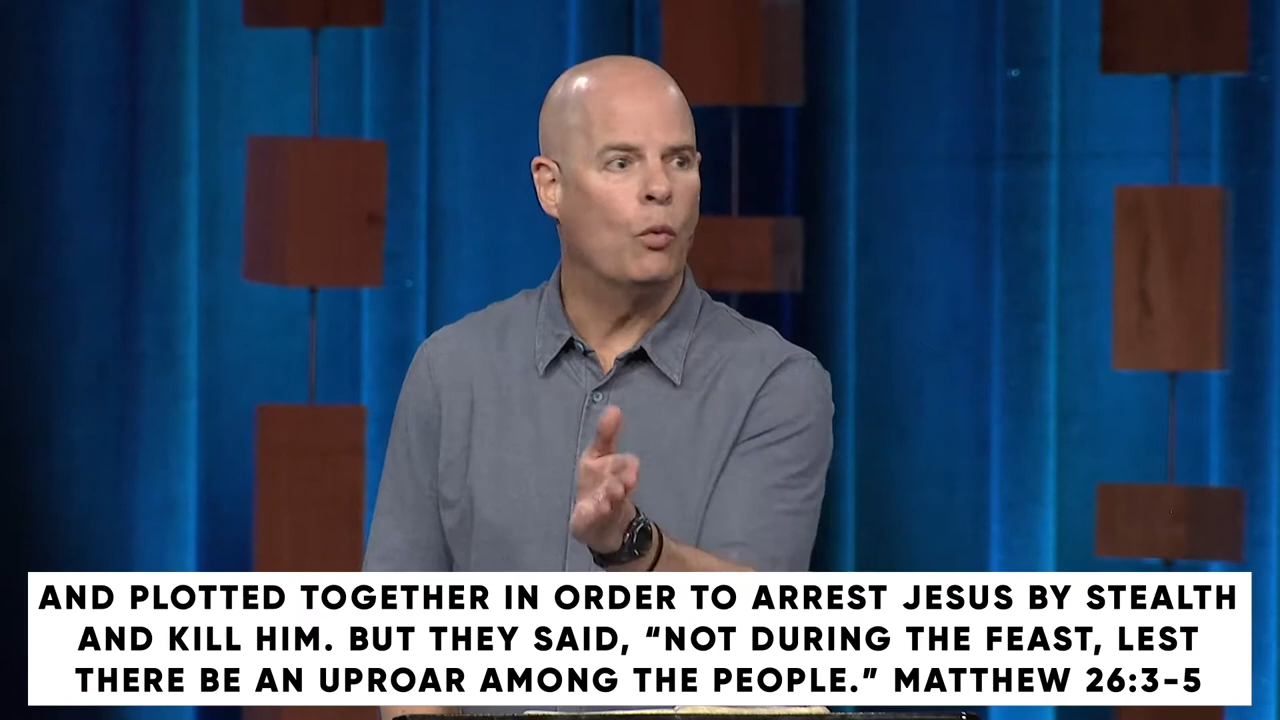 AND PLOTTED TOGETHER IN ORDER TO ARREST JESUS BY STEALTH
AND KILL HIM. BUT THEY SAID, “NOT DURING THE FEAST, LEST
THERE BE AN UPROAR AMONG THE PEOPLE.” MATTHEW 26:3-5